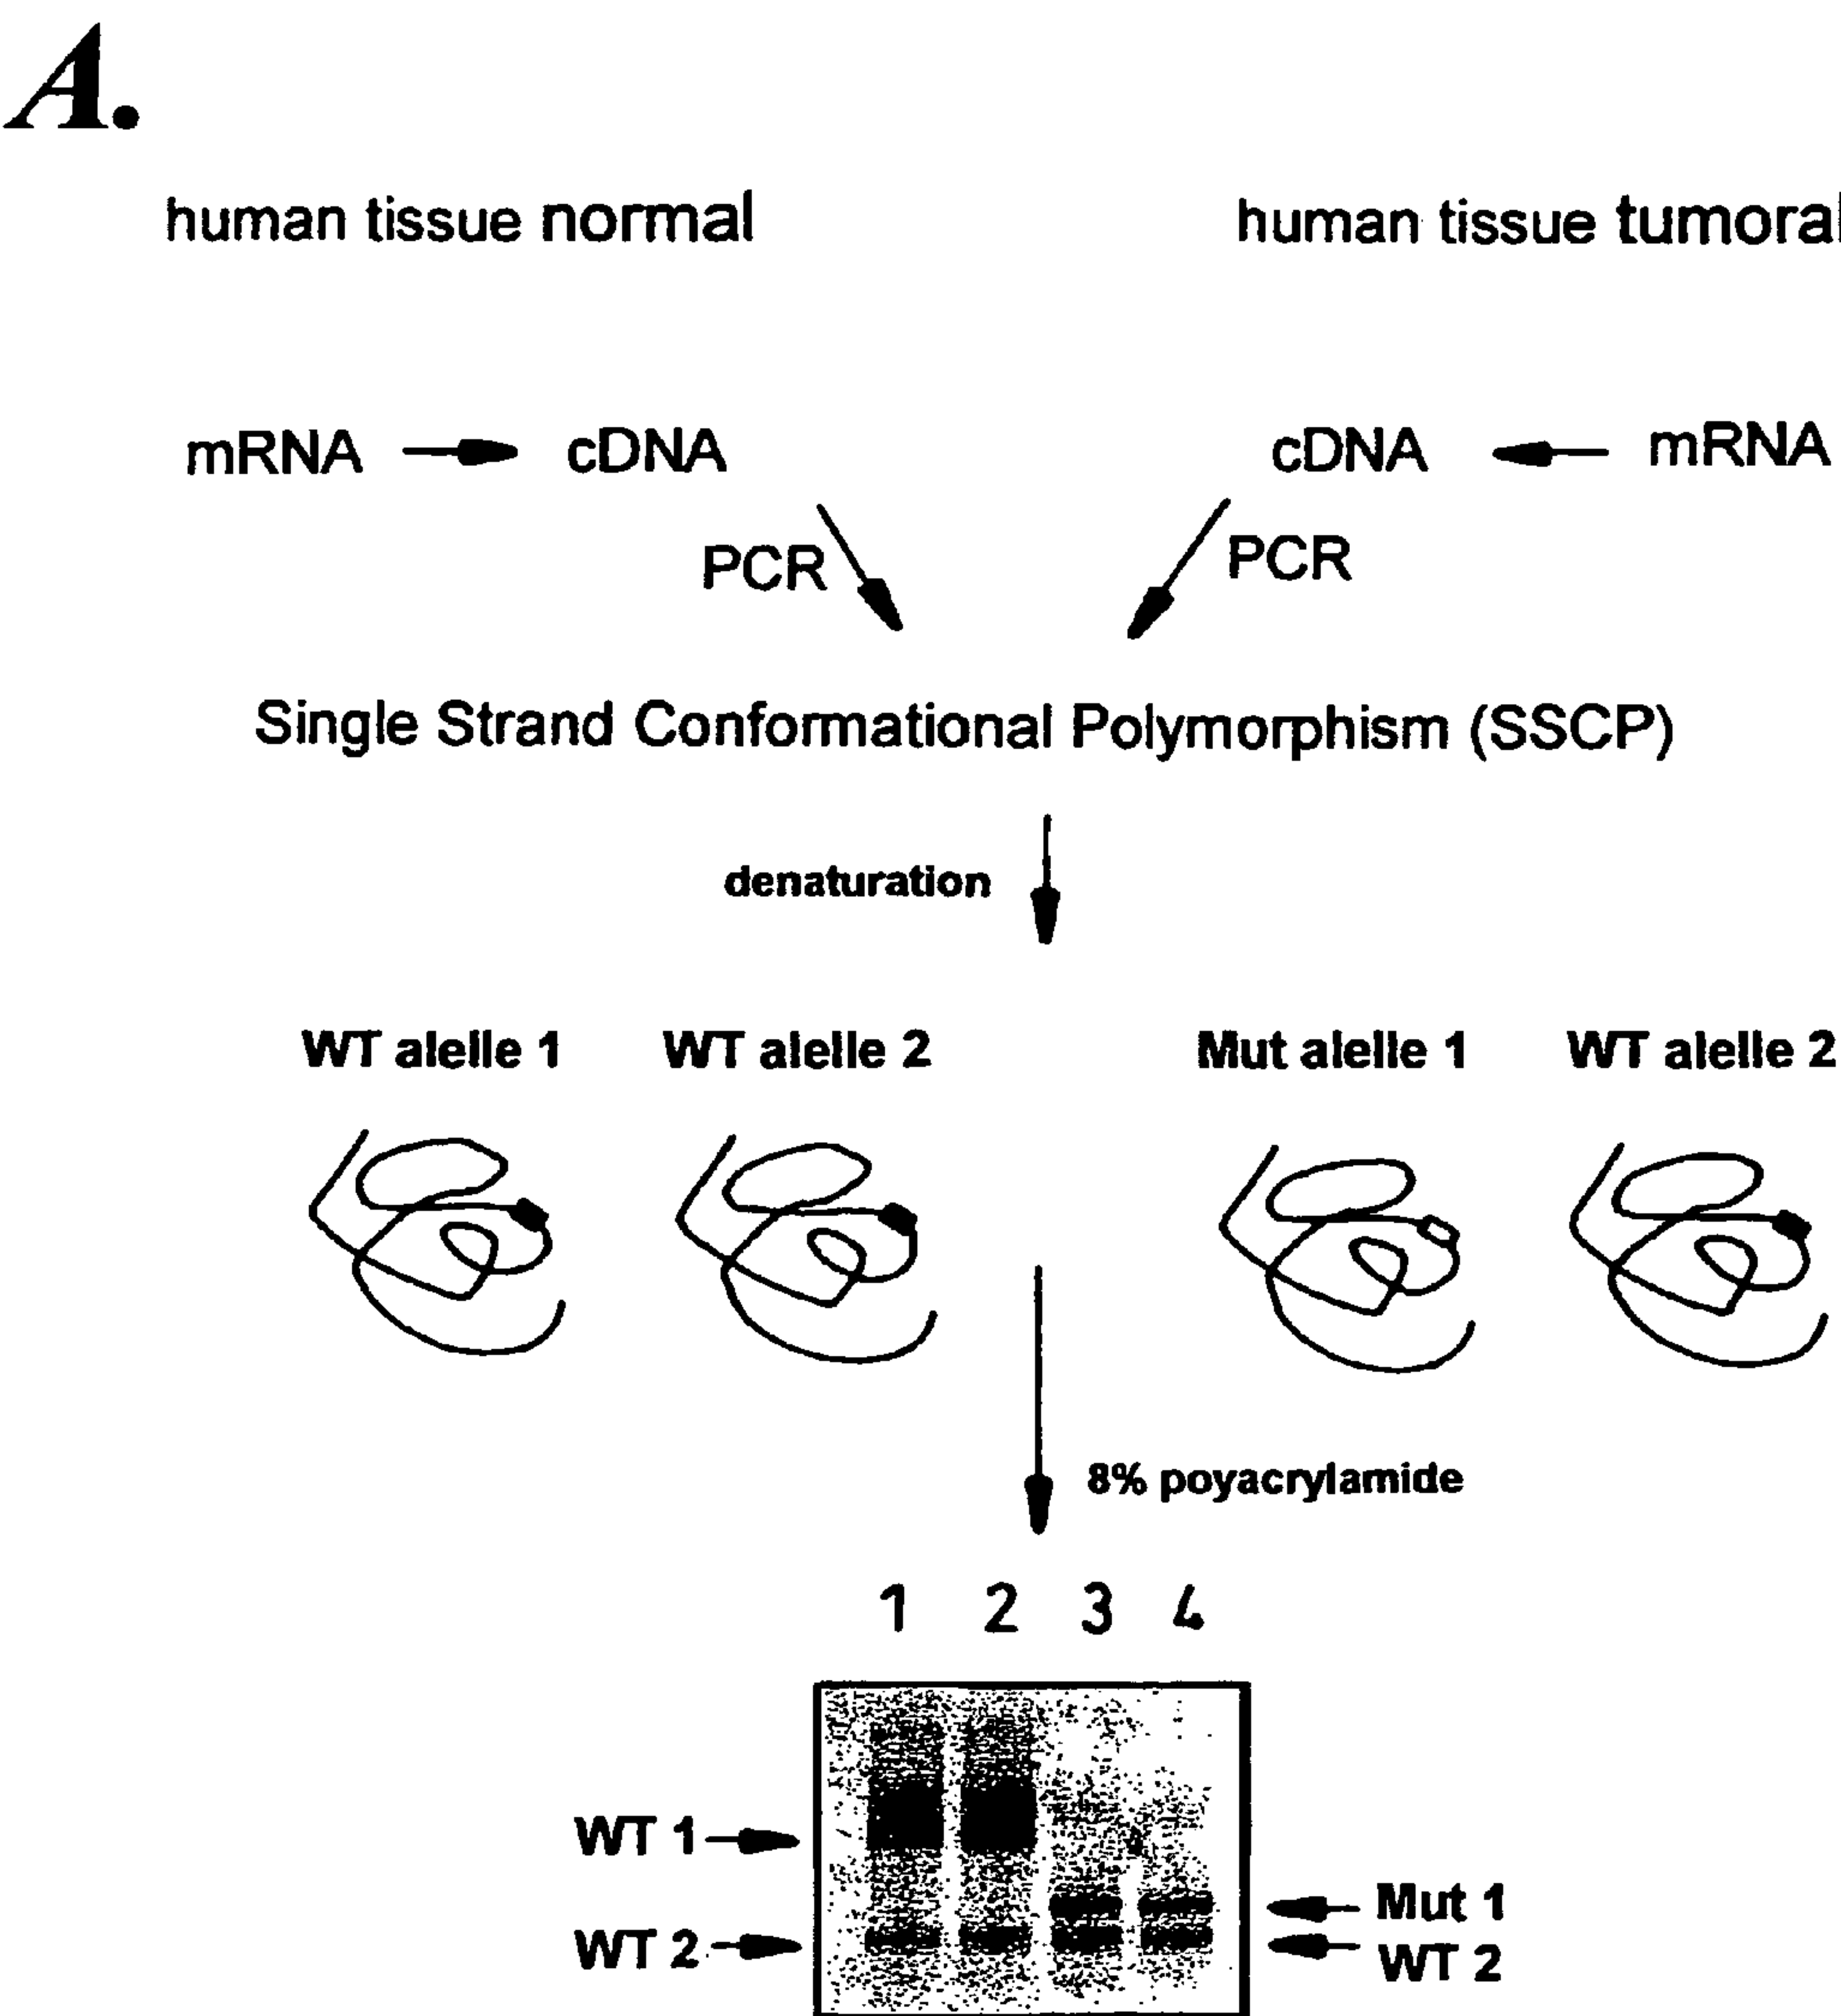 A.
human tissue normal
human tissue tumoral
mRNA cDNA cDNA mRNA
PCR PCR
Single Strand Conformational Polymorphism (SSCP)
denaturation
WT alelle 1 WT alelle 2 Mut alelle 1 WT alelle 2
8% poyacrylamide
1 2 3 4
WT 1
Mut 1
WT 2 WT 2